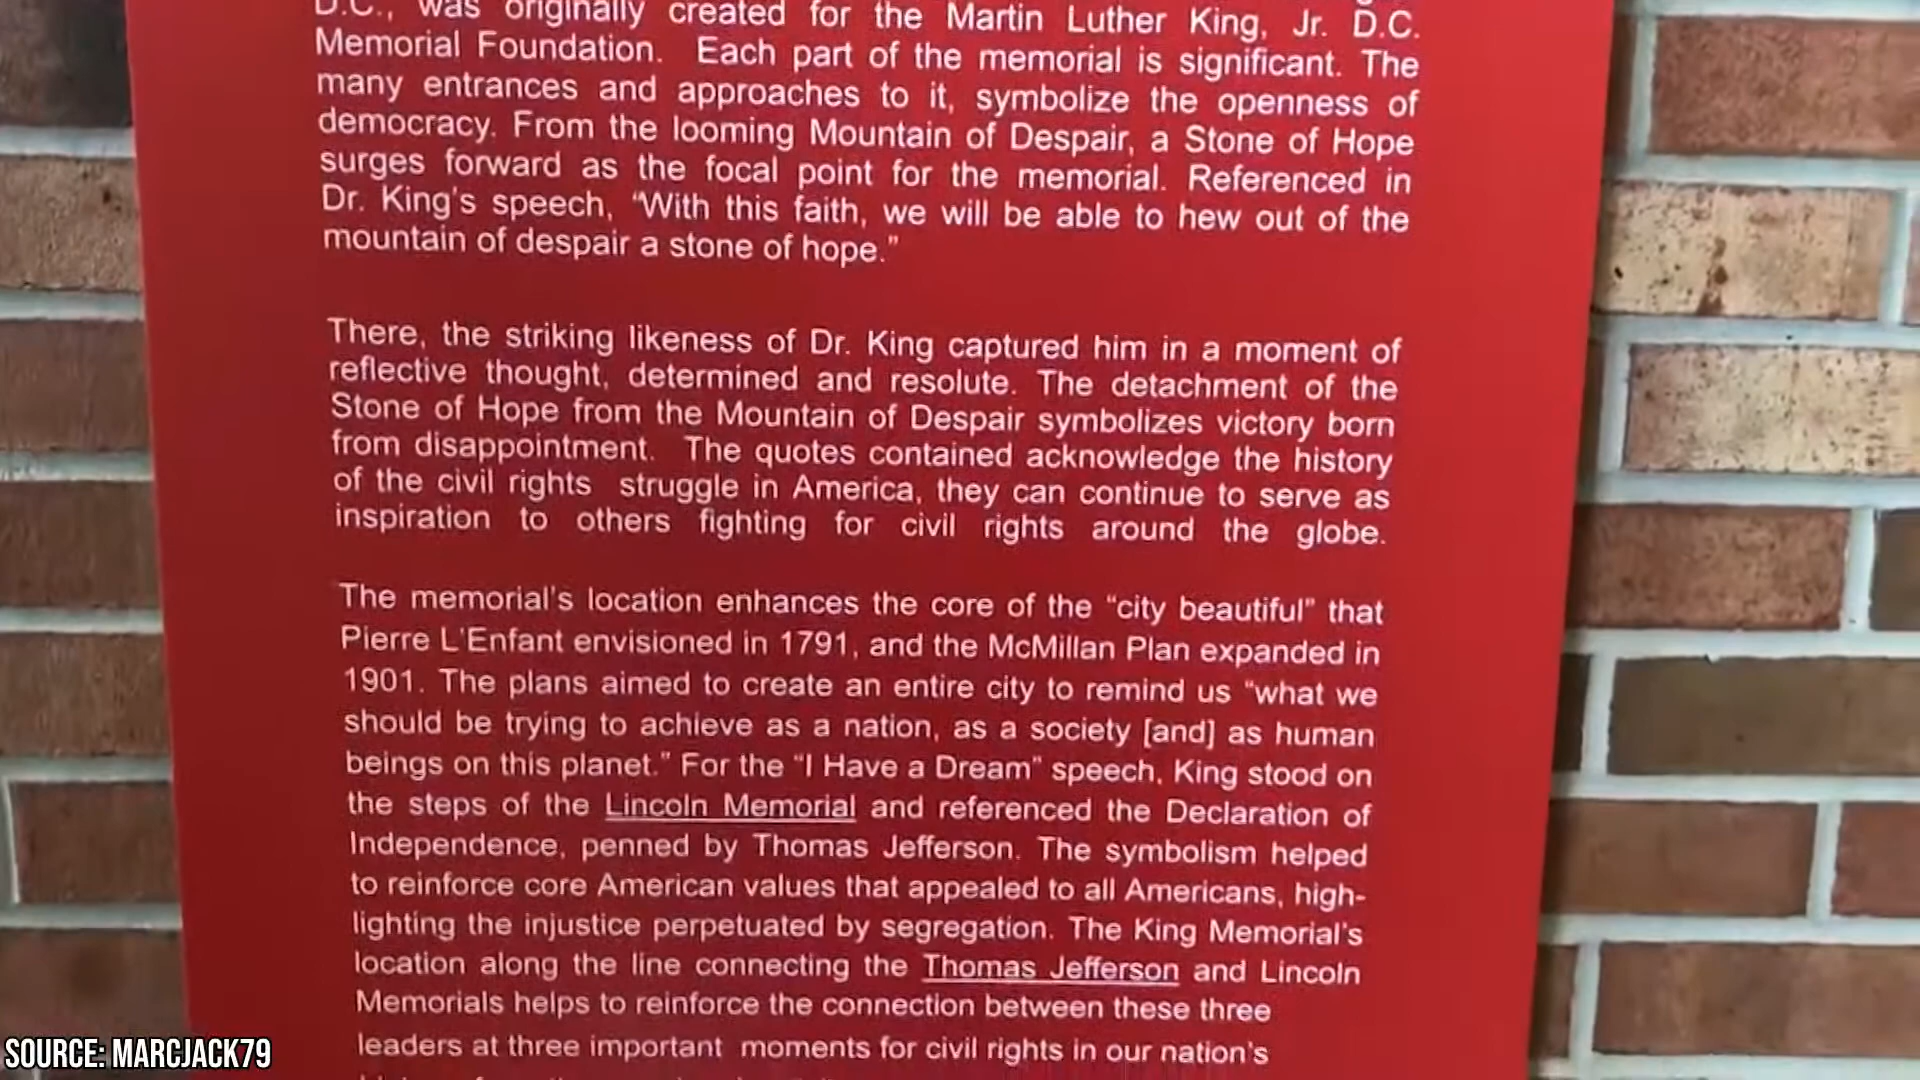 D.C., was originally created for the Martin Luther King, Jr. D.C.
Memorial Foundation. Each part of the memorial is significant. The
many entrances and approaches to it, symbolize the openness of
democracy. From the looming Mountain of Despair, a Stone of Hope
surges forward as the focal point for the memorial. Referenced in
Dr. King's speech, “With this faith, we will be able to hew out of the
mountain of despair a stone of hope.”
There, the striking likeness of Dr. King captured him in a moment of
reflective thought, determined and resolute. The detachment of the
Stone of Hope from the Mountain of Despair symbolizes victory born
from disappointment. The quotes contained acknowledge the history
of the civil rights struggle in America, they can continue to serve as
inspiration to others fighting for civil rights around the globe.
The memorial's location enhances the core of the “city beautiful” that
Pierre L'Enfant envisioned in 1791, and the McMillan Plan expanded in
1901. The plans aimed to create an entire city to remind us “what we
should be trying to achieve as a nation, as a society [and] as human
beings on this planet.” For the “I Have a Dream” speech, King stood on
the steps of the Lincoln Memorial and referenced the Declaration of
Independence, penned by Thomas Jefferson. The symbolism helped
to reinforce core American values that appealed to all Americans, high-
lighting the injustice perpetuated by segregation. The King Memorial's
location along the line connecting the Thomas Jefferson and Lincoln
Memorials helps to reinforce the connection between these three
leaders at three important moments for civil rights in our nation's
SOURCE: MARCJACK79